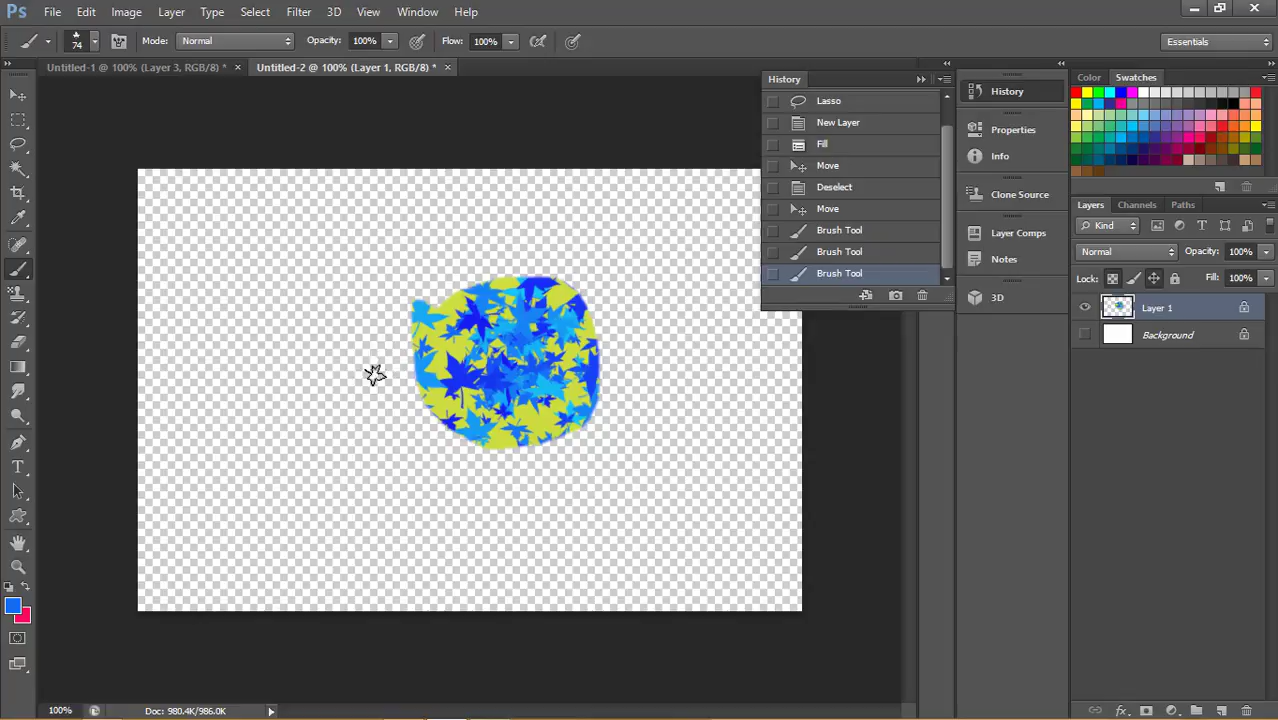 Ps File Edit Image Layer Type Select Filter 3D View Window Help
74 Mode: Normal Opacity: 100% Flow: 100% Essentials
Untitled-1 @ 100% (Layer 3, RGB/8) * × Untitled-2 @ 100% (Layer 1, RGB/8) * ×
History
Lasso
New Layer
Fill
Move
Deselect
Move
Brush Tool
Brush Tool
Brush Tool
History
Properties
Info
Clone Source
Layer Comps
Notes
3D
Color Swatches
Layers Channels Paths
Kind
Normal Opacity: 100%
Lock: Fill: 100%
Layer 1
Background
100% Doc: 980.4K/986.0K